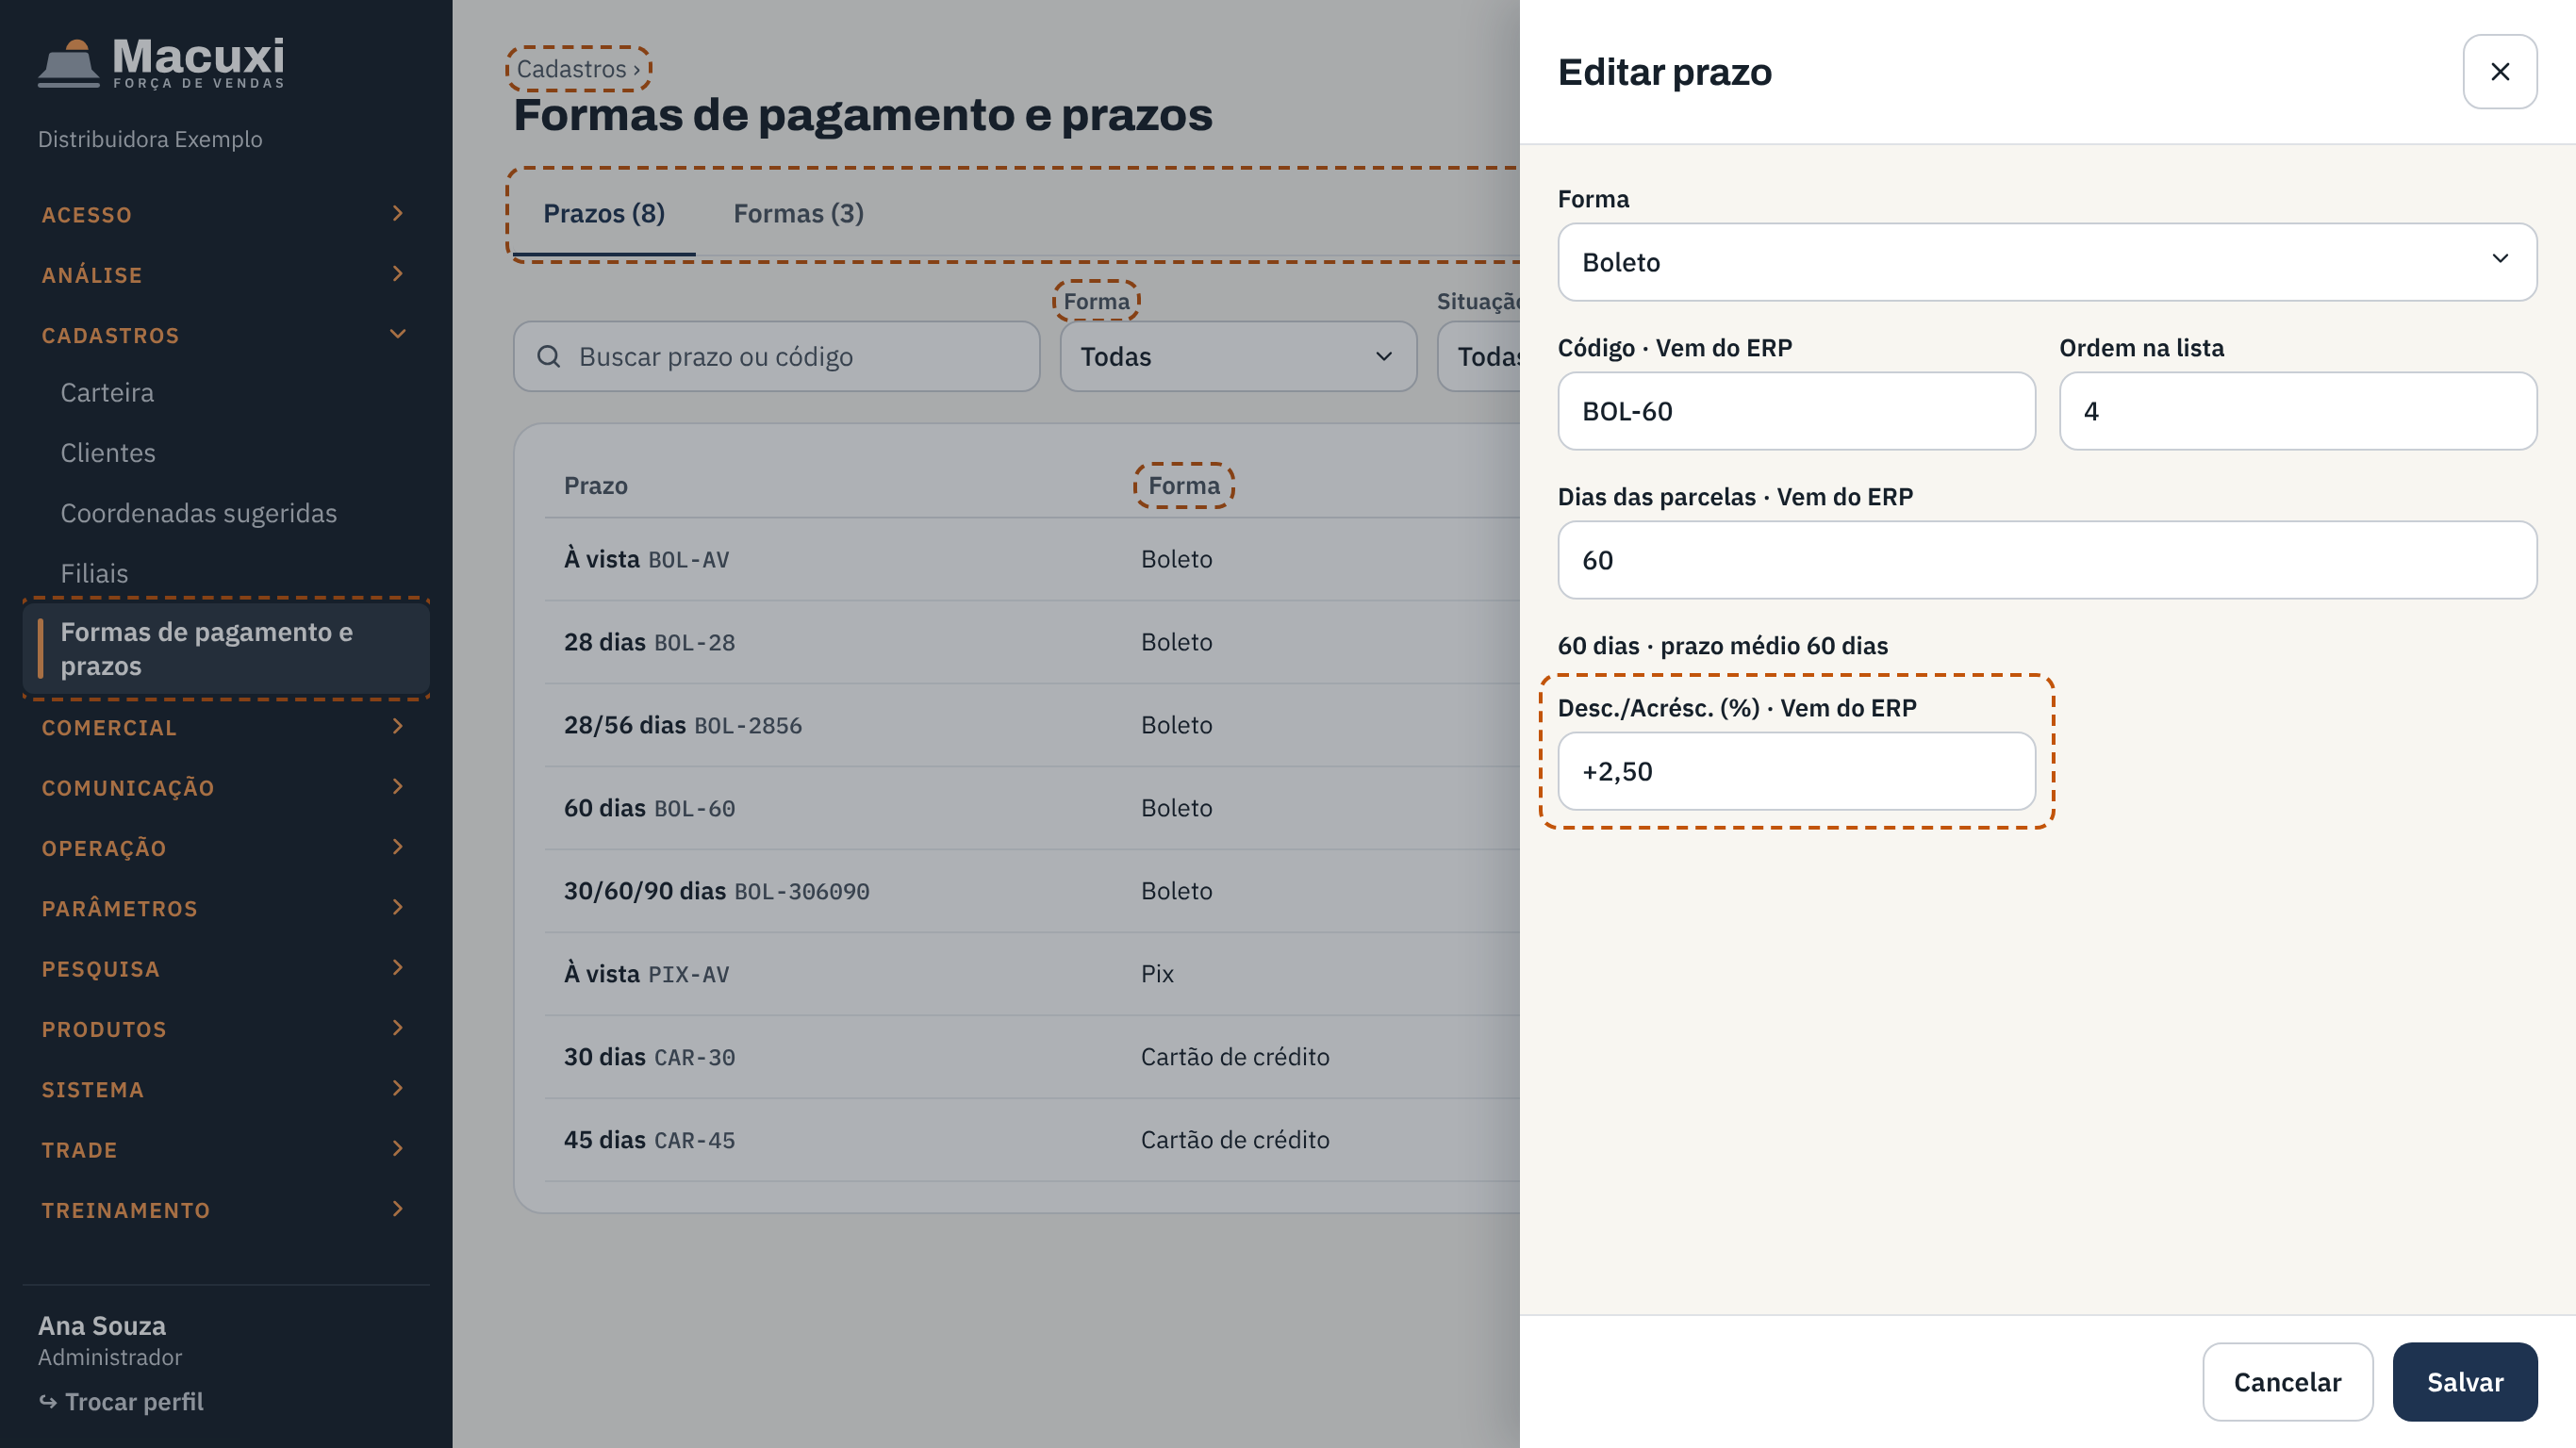 Macuxi
FORÇA DE VENDAS
Distribuidora Exemplo
ACESSO
ANÁLISE
CADASTROS
Carteira
Clientes
Coordenadas sugeridas
Filiais
Formas de pagamento e
prazos
COMERCIAL
COMUNICAÇÃO
OPERAÇÃO
PARÂMETROS
PESQUISA
PRODUTOS
SISTEMA
TRADE
TREINAMENTO
Ana Souza
Administrador
↪ Trocar perfil
Cadastros ›
Formas de pagamento e prazos
Prazos (8) Formas (3)
Forma Situação
Buscar prazo ou código Todas Todas
Prazo Forma
À vista BOL-AV Boleto
28 dias BOL-28 Boleto
28/56 dias BOL-2856 Boleto
60 dias BOL-60 Boleto
30/60/90 dias BOL-306090 Boleto
À vista PIX-AV Pix
30 dias CAR-30 Cartão de crédito
45 dias CAR-45 Cartão de crédito
Editar prazo
Forma
Boleto
Código · Vem do ERP Ordem na lista
BOL-60 4
Dias das parcelas · Vem do ERP
60
60 dias · prazo médio 60 dias
Desc./Acrésc. (%) · Vem do ERP
+2,50
Cancelar Salvar